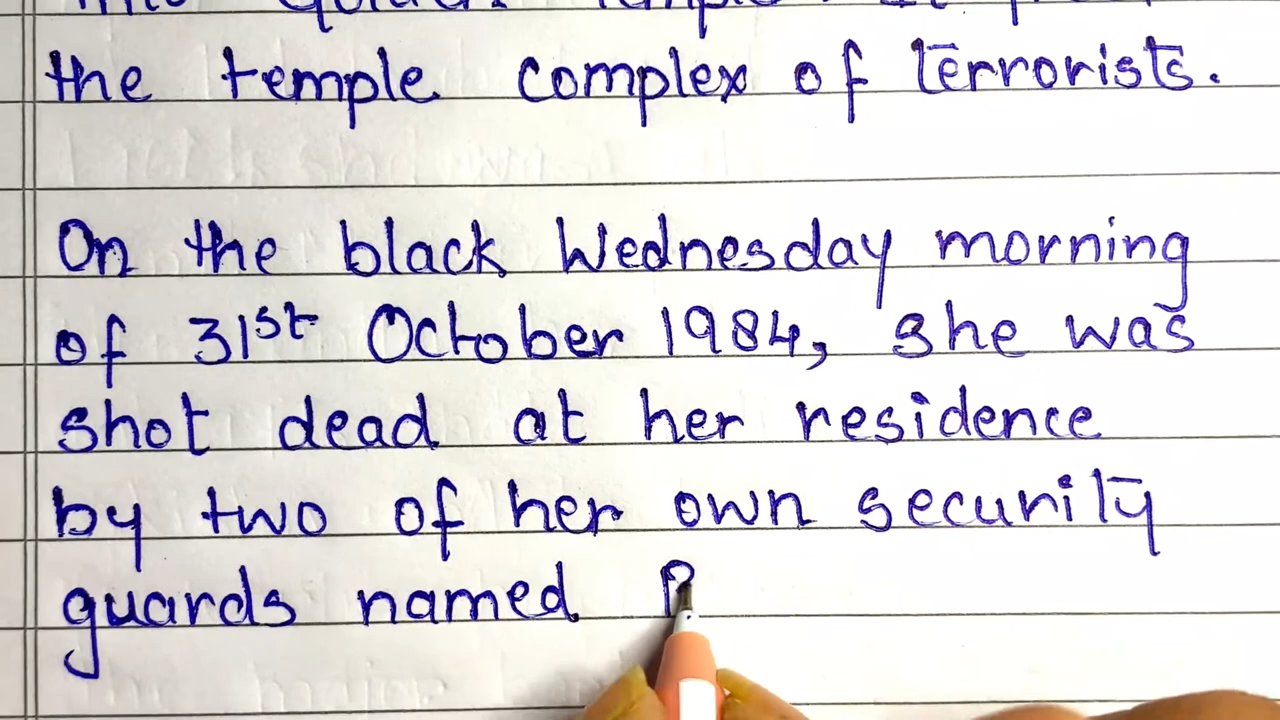 the temple complex of terrorists.
On the black Wednesday morning
of 31st October 1984, she was
shot dead at her residence
by two of her own security
guards named